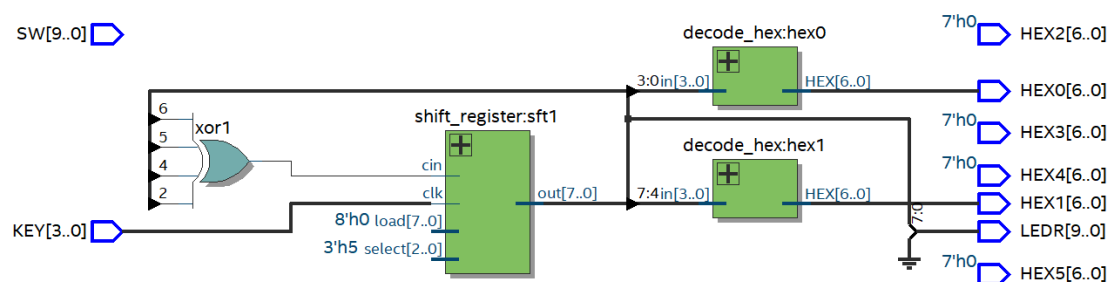 SW[9..0]
7'h0
HEX2[6..0]
decode_hex:hex0
3:0
in[3..0]
HEX[6..0]
HEX0[6..0]
6
xor1
5
4
2
shift_register:sft1
7'h0
HEX3[6..0]
decode_hex:hex1
cin
7'h0
HEX4[6..0]
clk
out[7..0]
7:4
in[3..0]
HEX[6..0]
HEX1[6..0]
8'h0
load[7..0]
7:0
KEY[3..0]
LEDR[9..0]
3'h5
select[2..0]
7'h0
HEX5[6..0]